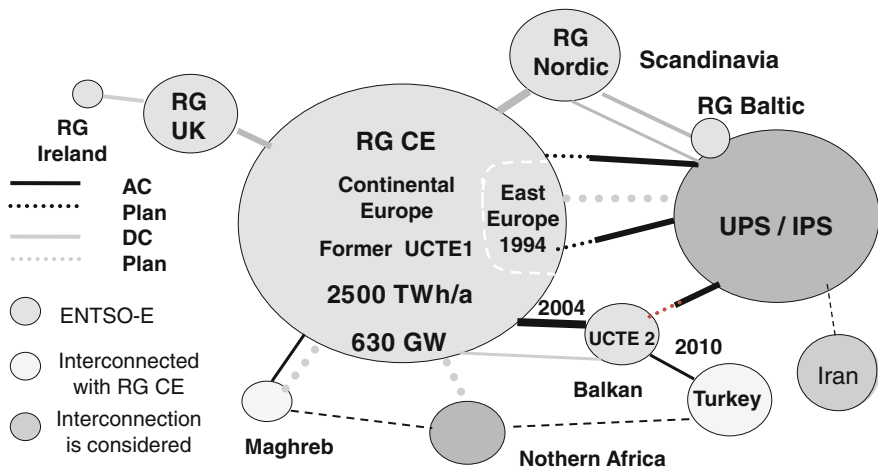 RG
Nordic
Scandinavia
RG
UK
RG Baltic
RG
Ireland
RG CE
Continental
Europe
Former UCTE1
2500 TWh/a
630 GW
East
Europe
1994
UPS / IPS
AC
Plan
DC
Plan
ENTSO-E
Interconnected
with RG CE
Interconnection
is considered
2004
UCTE 2
2010
Balkan
Turkey
Iran
Maghreb
Nothern Africa